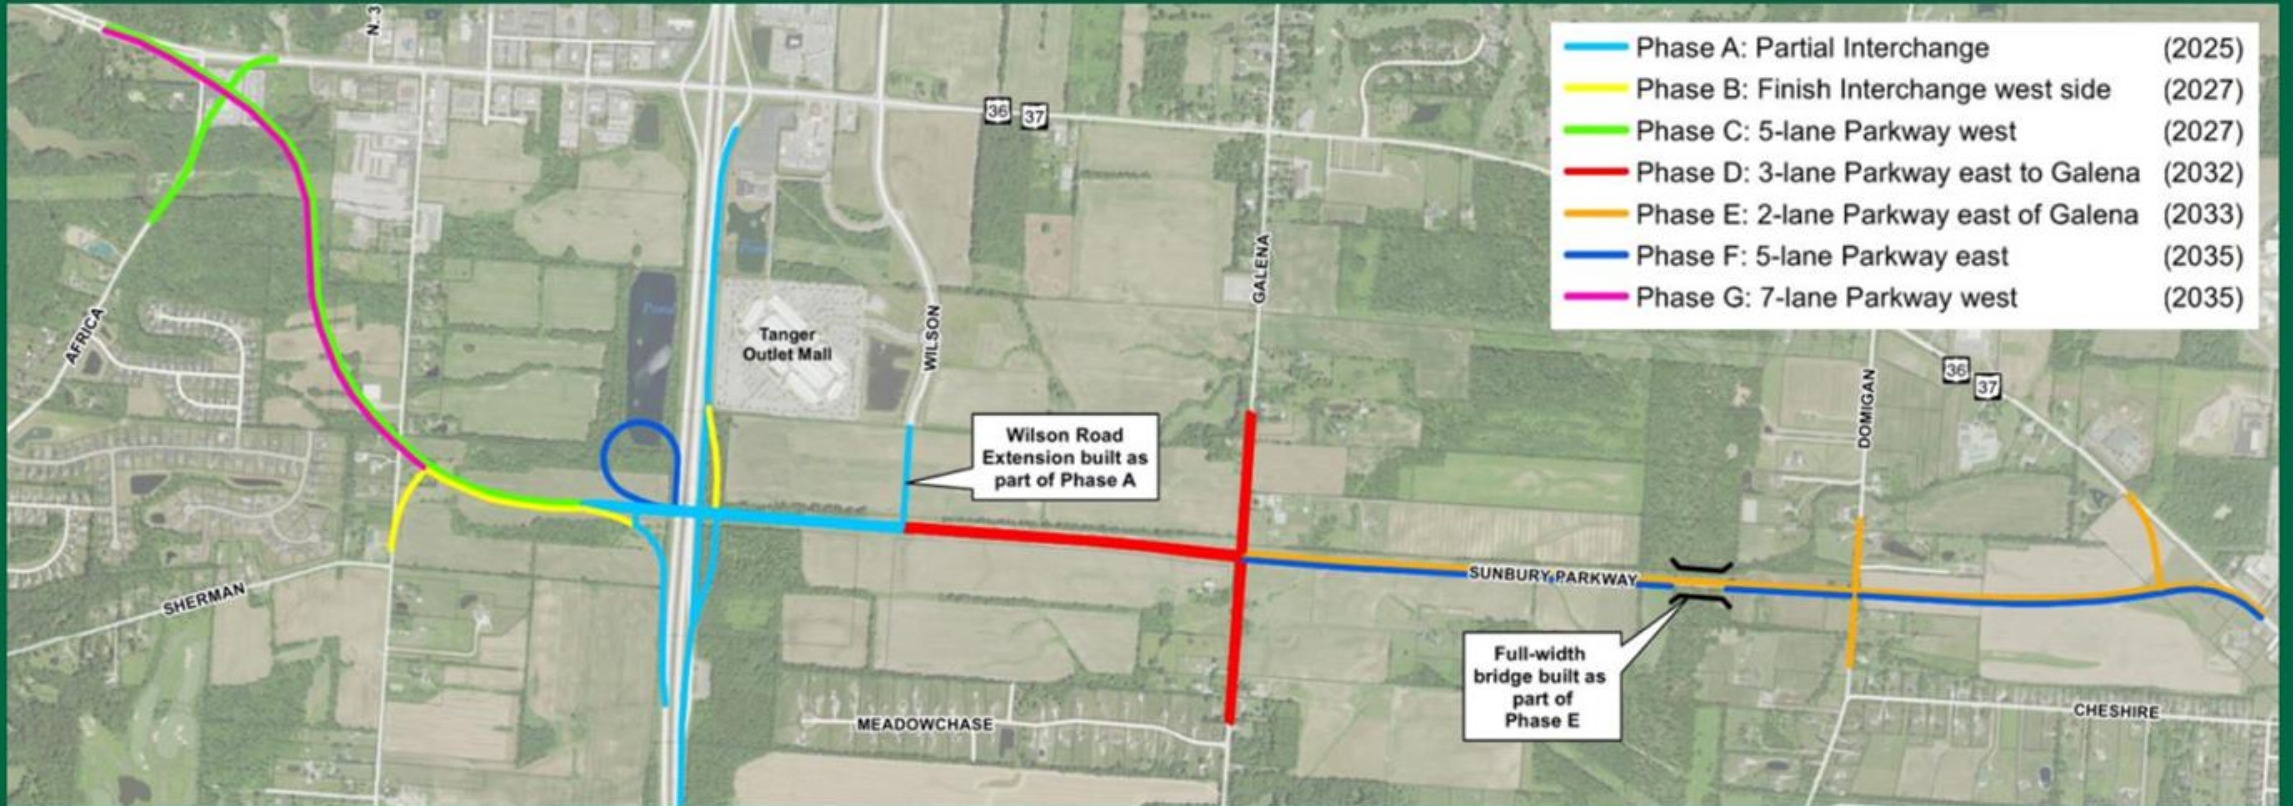 N. 3
36 37
Phase A: Partial Interchange (2025)
Phase B: Finish Interchange west side (2027)
Phase C: 5-lane Parkway west (2027)
Phase D: 3-lane Parkway east to Galena (2032)
Phase E: 2-lane Parkway east of Galena (2033)
Phase F: 5-lane Parkway east (2035)
Phase G: 7-lane Parkway west (2035)
AFRICA
Pond
Pond
Tanger
Outlet Mall
WILSON
GALENA
36
37
DOMIGAN
Wilson Road
Extension built as
part of Phase A
SHERMAN
SUNBURY PARKWAY
Full-width
bridge built as
part of
Phase E
MEADOWCHASE
CHESHIRE